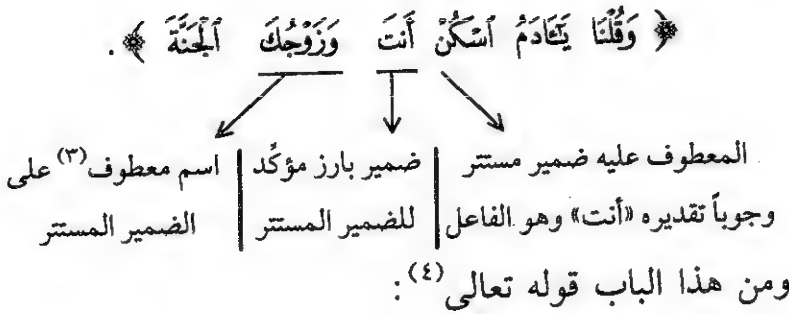 ﴿ وَقُلْنَا يَٰٓـَٔادَمُ ٱسْكُنْ أَنتَ وَزَوْجُكَ ٱلْجَنَّةَ ﴾ .
المعطوف عليه ضمير مستتر | ضمير بارز مؤكِّد | اسم معطوف(٣) على
وجوباً تقديره «أنت» وهو الفاعل | للضمير المستتر | الضمير المستتر
ومن هذا الباب قوله تعالى(٤) :